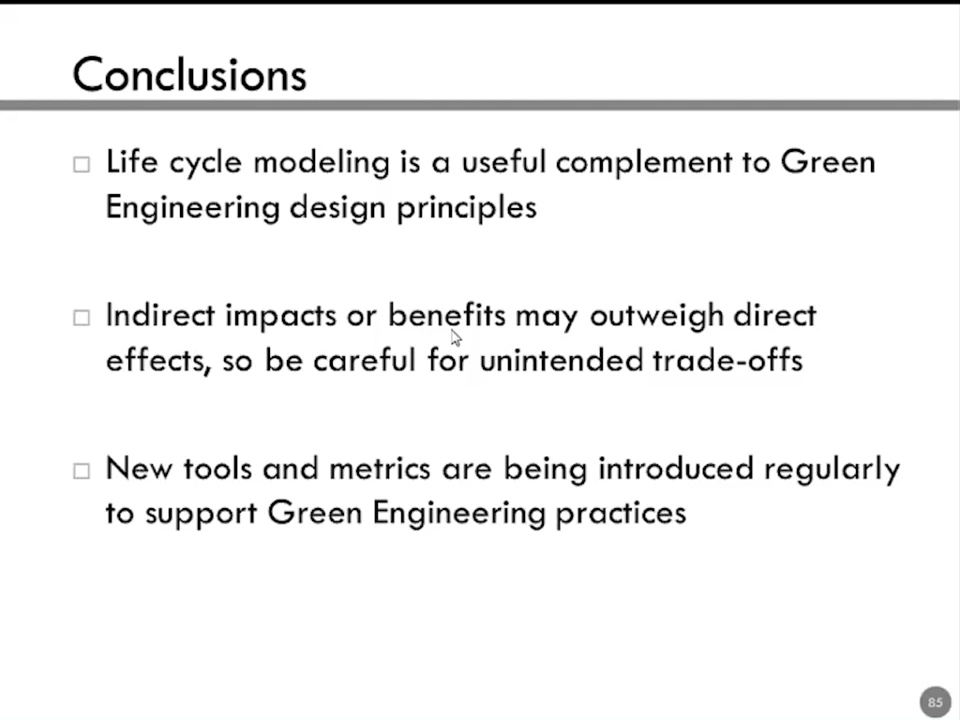 Conclusions
Life cycle modeling is a useful complement to Green
Engineering design principles
Indirect impacts or benefits may outweigh direct
effects, so be careful for unintended trade-offs
New tools and metrics are being introduced regularly
to support Green Engineering practices
85